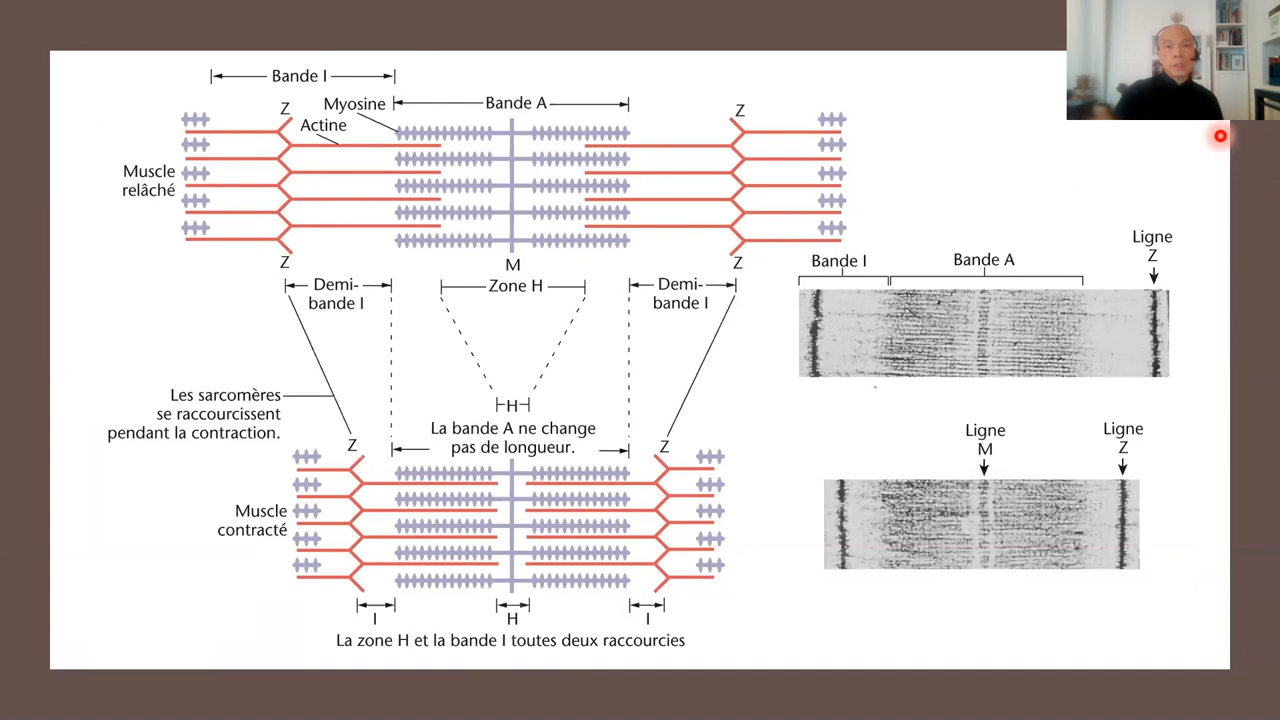 Bande I
Myosine
Bande A
Actine
Z
Z
Muscle
relâché
Z
M
Z
Demi-
bande I
Zone H
Demi-
bande I
Ligne
Z
Bande I
Bande A
Les sarcomères
se raccourcissent
pendant la contraction.
H
La bande A ne change
pas de longueur.
Z
Z
Ligne
M
Ligne
Z
Muscle
contracté
I
H
I
La zone H et la bande I toutes deux raccourcies